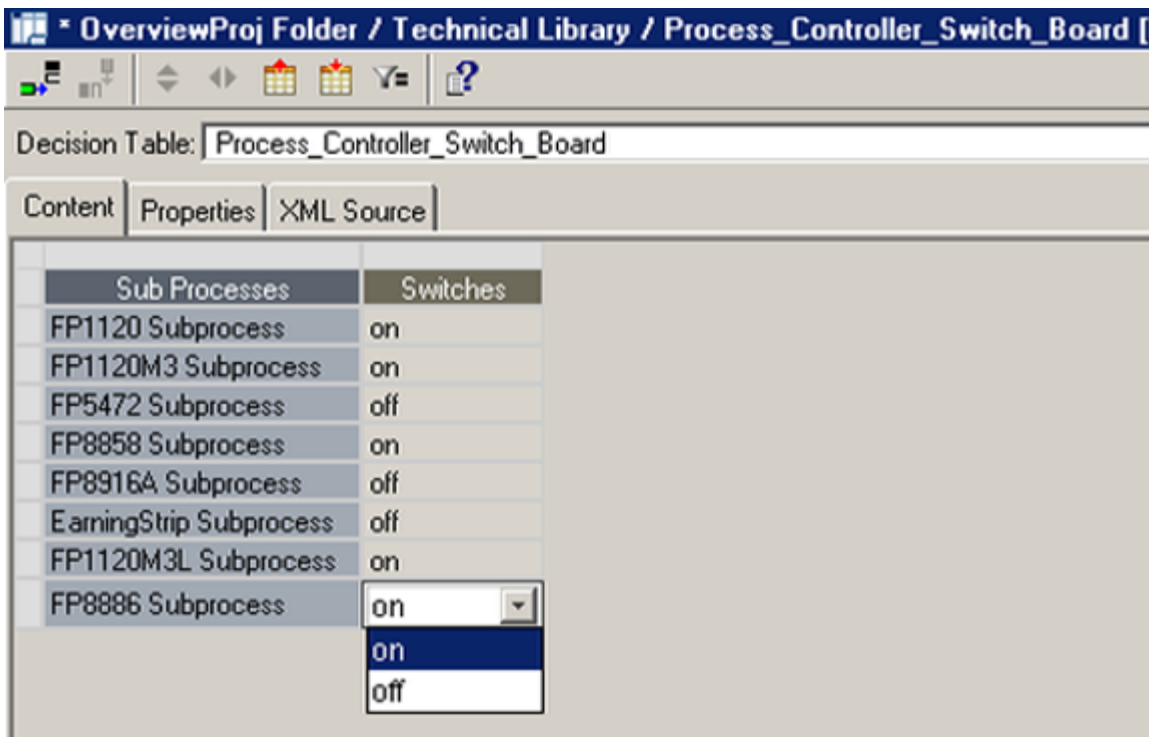 * OverviewProj Folder / Technical Library / Process_Controller_Switch_Board [
Decision Table: Process_Controller_Switch_Board
Content Properties XML Source
Sub Processes Switches
FP1120 Subprocess on
FP1120M3 Subprocess on
FP5472 Subprocess off
FP8858 Subprocess on
FP8916A Subprocess off
EarningStrip Subprocess off
FP1120M3L Subprocess on
FP8886 Subprocess on
on
off